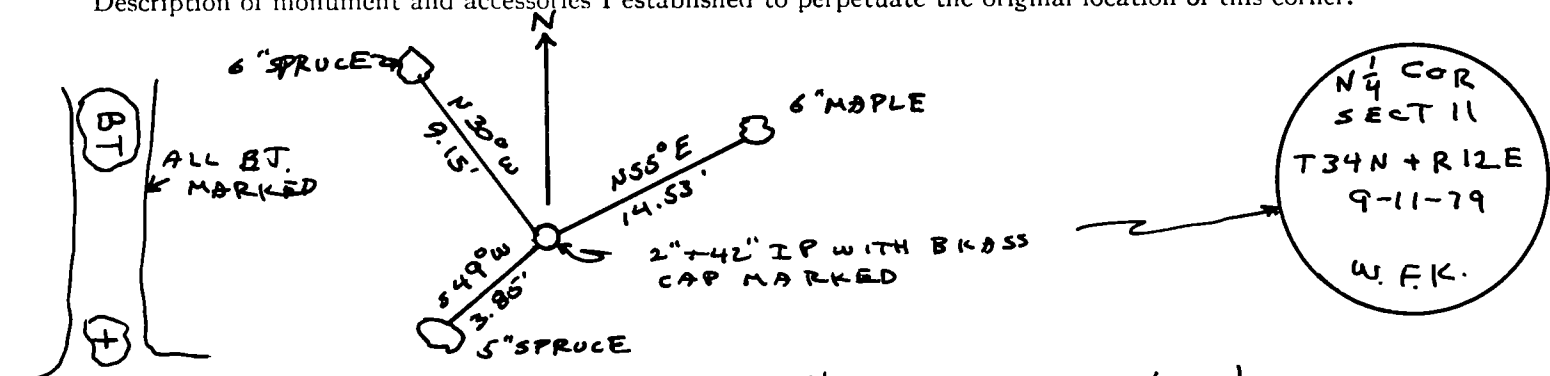 Description of monument and accessories I established to perpetuate the original location of this corner.
N
6" SPRUCE
N30°W
9.15'
6" MAPLE
N55°E
14.53'
BT
ALL BT.
MARKED
2"+42" IP WITH BRASS
CAP MARKED
S49°W
3.85'
5" SPRUCE
N 1/4 COR
SECT 11
T34N + R12E
9-11-79
W.F.K.